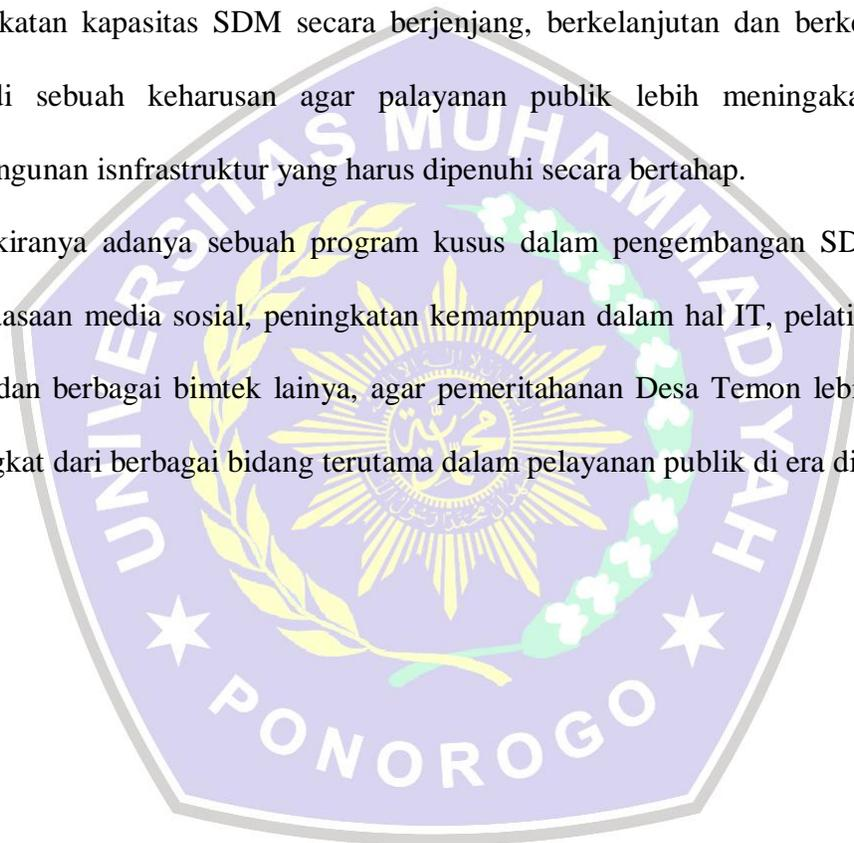 katan kapasitas SDM secara berjenjang, berkelanjutan dan berke
di sebuah keharusan agar palayanan publik lebih meningaka
ngunan isnfrastruktur yang harus dipenuhi secara bertahap.
kiranya adanya sebuah program kusus dalam pengembangan SD
asaan media sosial, peningkatan kemampuan dalam hal IT, pelati
dan berbagai bimtek lainya, agar pemeritahanan Desa Temon lebi
gkat dari berbagai bidang terutama dalam pelayanan publik di era di
UNIVERSITAS MUHAMMADIYAH
PONOROGO